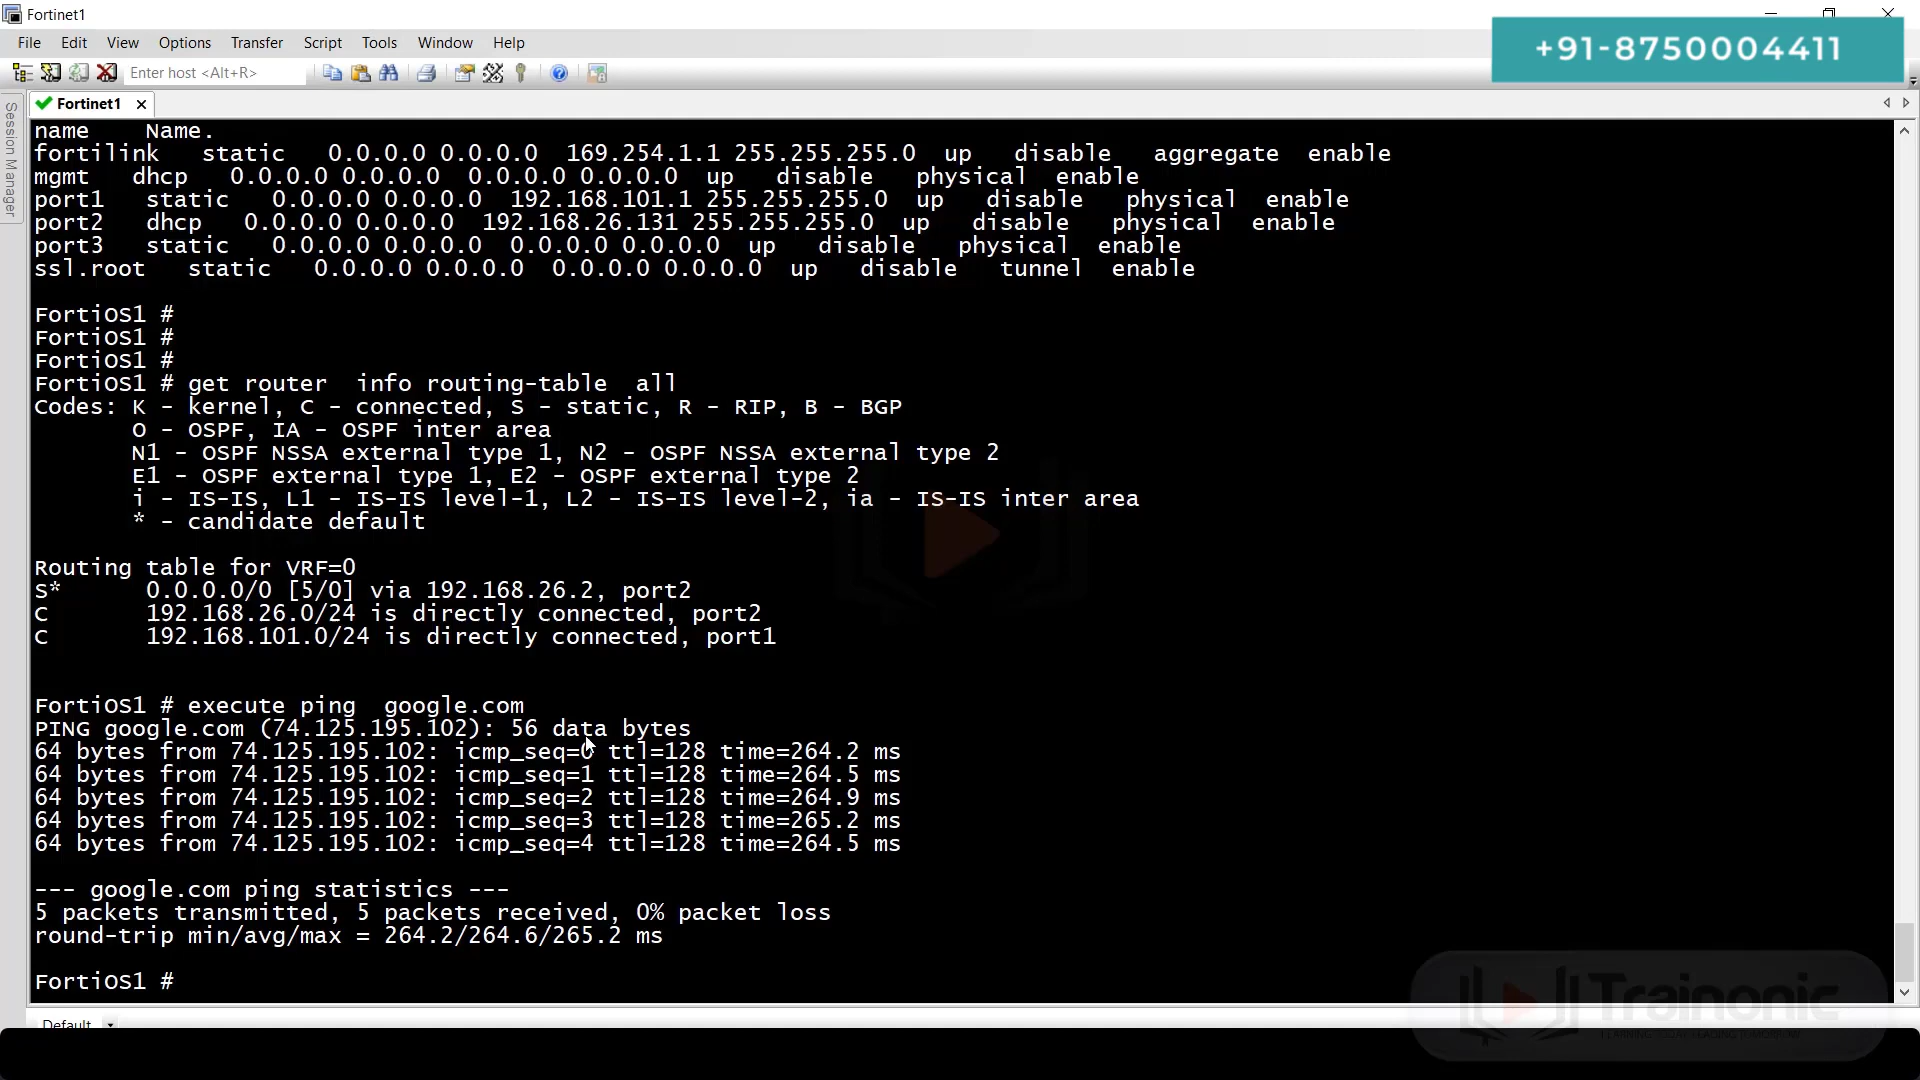 Fortinet1
File Edit View Options Transfer Script Tools Window Help
+91-8750004411
Enter host <Alt+R>
Session Manager
Fortinet1
name    Name.
fortilink   static   0.0.0.0 0.0.0.0  169.254.1.1 255.255.255.0  up   disable   aggregate  enable
mgmt   dhcp   0.0.0.0 0.0.0.0  0.0.0.0 0.0.0.0  up   disable   physical  enable
port1   static   0.0.0.0 0.0.0.0  192.168.101.1 255.255.255.0  up   disable   physical  enable
port2   dhcp   0.0.0.0 0.0.0.0  192.168.26.131 255.255.255.0  up   disable   physical  enable
port3   static   0.0.0.0 0.0.0.0  0.0.0.0 0.0.0.0  up   disable   physical  enable
ssl.root   static   0.0.0.0 0.0.0.0  0.0.0.0 0.0.0.0  up   disable   tunnel  enable
FortiOS1 #
FortiOS1 #
FortiOS1 #
FortiOS1 # get router  info routing-table  all
Codes: K - kernel, C - connected, S - static, R - RIP, B - BGP
       O - OSPF, IA - OSPF inter area
       N1 - OSPF NSSA external type 1, N2 - OSPF NSSA external type 2
       E1 - OSPF external type 1, E2 - OSPF external type 2
       i - IS-IS, L1 - IS-IS level-1, L2 - IS-IS level-2, ia - IS-IS inter area
       * - candidate default
Routing table for VRF=0
S*      0.0.0.0/0 [5/0] via 192.168.26.2, port2
C       192.168.26.0/24 is directly connected, port2
C       192.168.101.0/24 is directly connected, port1
FortiOS1 # execute ping  google.com
PING google.com (74.125.195.102): 56 data bytes
64 bytes from 74.125.195.102: icmp_seq=0 ttl=128 time=264.2 ms
64 bytes from 74.125.195.102: icmp_seq=1 ttl=128 time=264.5 ms
64 bytes from 74.125.195.102: icmp_seq=2 ttl=128 time=264.9 ms
64 bytes from 74.125.195.102: icmp_seq=3 ttl=128 time=265.2 ms
64 bytes from 74.125.195.102: icmp_seq=4 ttl=128 time=264.5 ms
--- google.com ping statistics ---
5 packets transmitted, 5 packets received, 0% packet loss
round-trip min/avg/max = 264.2/264.6/265.2 ms
FortiOS1 #
Trainonic
Default